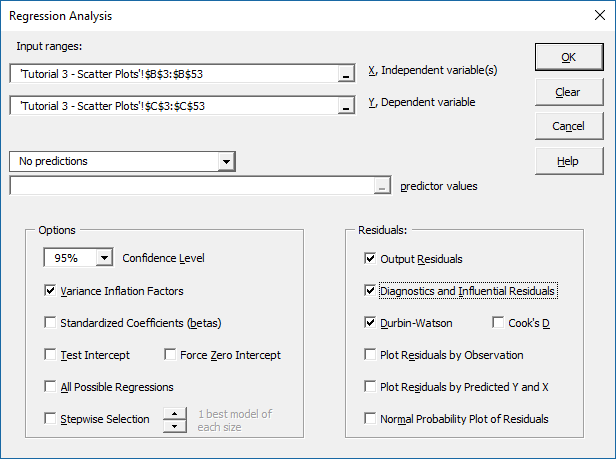 Regression Analysis
Input ranges:
'Tutorial 3 - Scatter Plots'!$B$3:$B$53
X, Independent variable(s)
OK
'Tutorial 3 - Scatter Plots'!$C$3:$C$53
Y, Dependent variable
Clear
Cancel
No predictions
Help
predictor values
Options
95%
Confidence Level
Variance Inflation Factors
Standardized Coefficients (betas)
Test Intercept
Force Zero Intercept
All Possible Regressions
Stepwise Selection
1 best model of
each size
Residuals:
Output Residuals
Diagnostics and Influential Residuals
Durbin-Watson
Cook's D
Plot Residuals by Observation
Plot Residuals by Predicted Y and X
Normal Probability Plot of Residuals